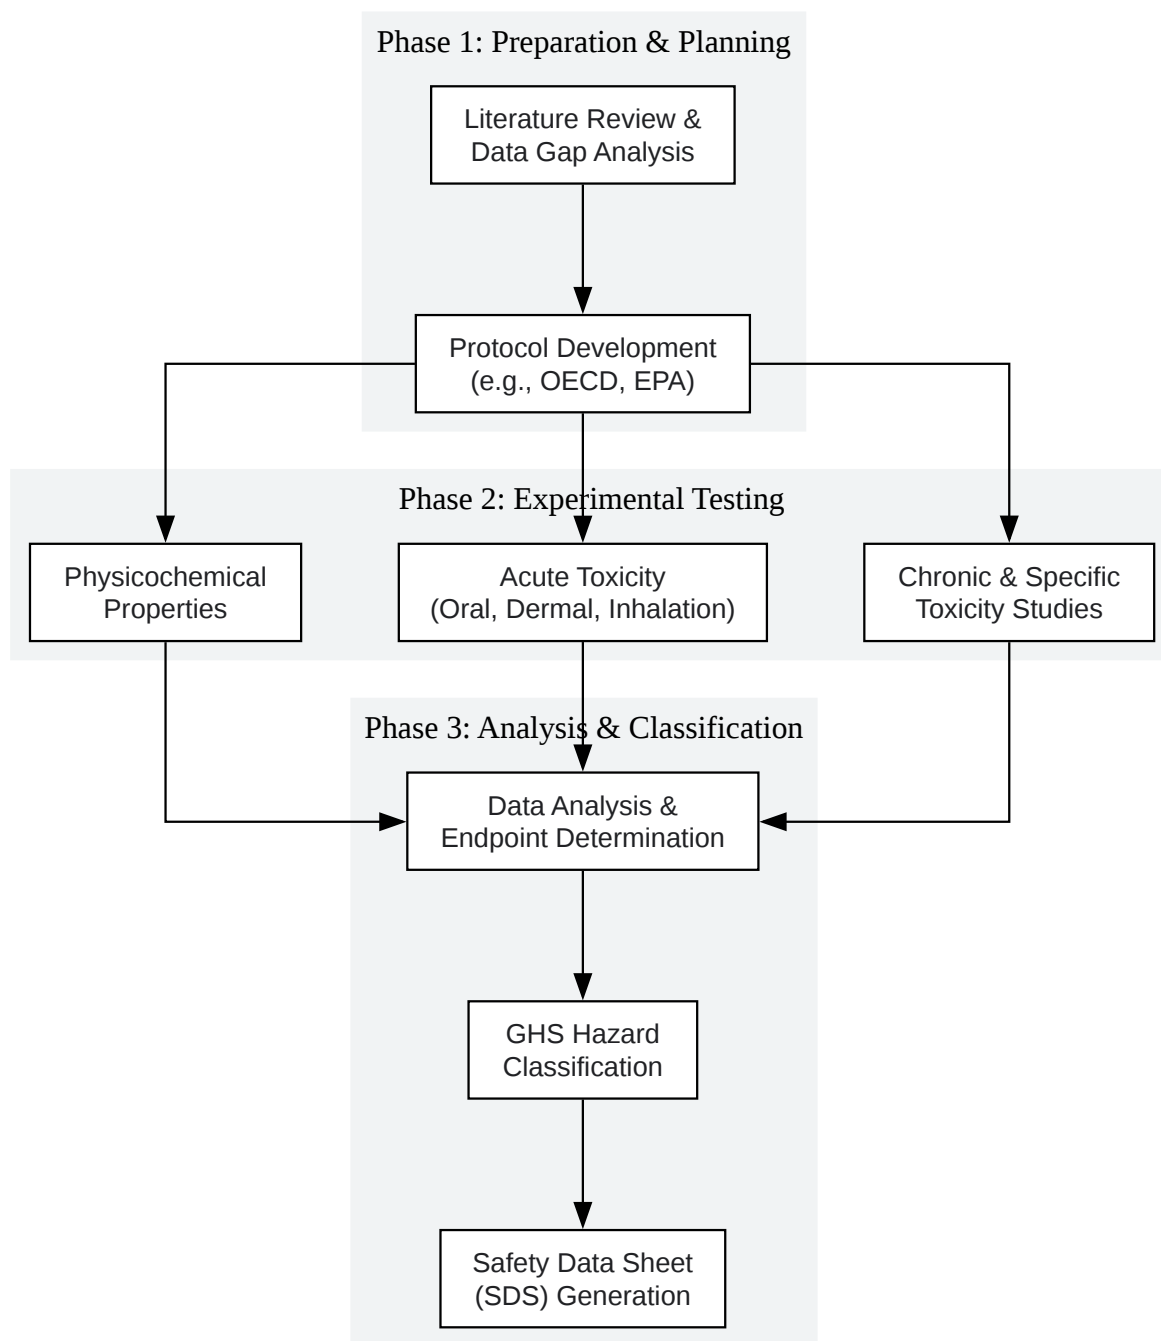 Phase 1: Preparation & Planning
Literature Review &
Data Gap Analysis
Protocol Development
(e.g., OECD, EPA)
Phase 2: Experimental Testing
Physicochemical
Properties
Acute Toxicity
(Oral, Dermal, Inhalation)
Chronic & Specific
Toxicity Studies
Phase 3: Analysis & Classification
Data Analysis &
Endpoint Determination
GHS Hazard
Classification
Safety Data Sheet
(SDS) Generation